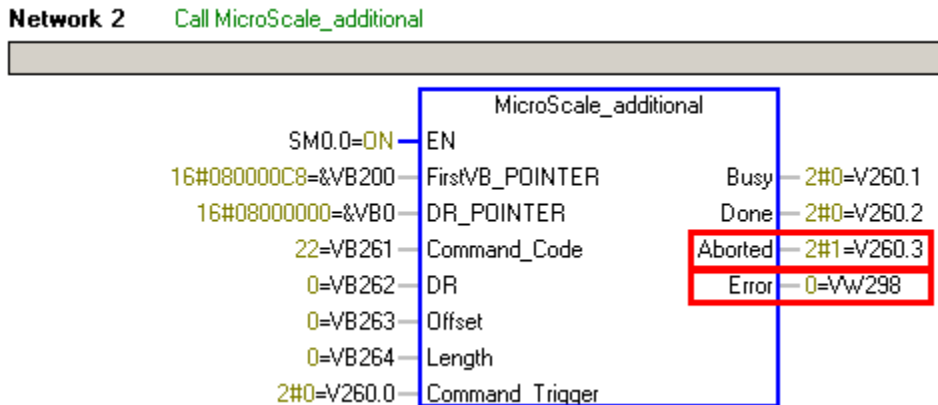 Network 2 Call MicroScale_additional
MicroScale_additional
SM0.0=ON EN
16#080000C8=&VB200 FirstVB_POINTER Busy 2#0=V260.1
16#08000000=&VB0 DR_POINTER Done 2#0=V260.2
22=VB261 Command_Code Aborted 2#1=V260.3
0=VB262 DR Error 0=VW298
0=VB263 Offset
0=VB264 Length
2#0=V260.0 Command_Trigger